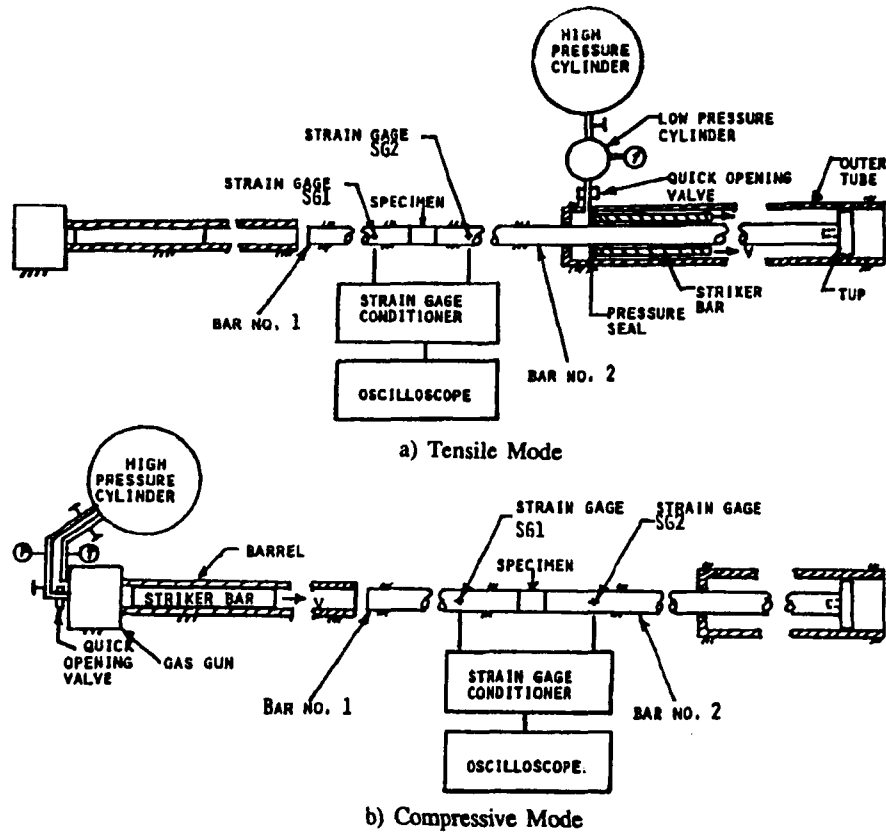 HIGH
PRESSURE
CYLINDER
LOW PRESSURE
CYLINDER
STRAIN GAGE
SG2
STRAIN GAGE
SG1
SPECIMEN
QUICK OPENING
VALVE
OUTER
TUBE
STRAIN GAGE
CONDITIONER
OSCILLOSCOPE
BAR NO. 1
BAR NO. 2
PRESSURE
SEAL
STRIKER
BAR
TUP
a) Tensile Mode
HIGH
PRESSURE
CYLINDER
P
P
BARREL
STRIKER BAR
V
QUICK
OPENING
VALVE
GAS GUN
STRAIN GAGE
SG1
STRAIN GAGE
SG2
SPECIMEN
BAR NO. 1
STRAIN GAGE
CONDITIONER
BAR NO. 2
OSCILLOSCOPE.
b) Compressive Mode